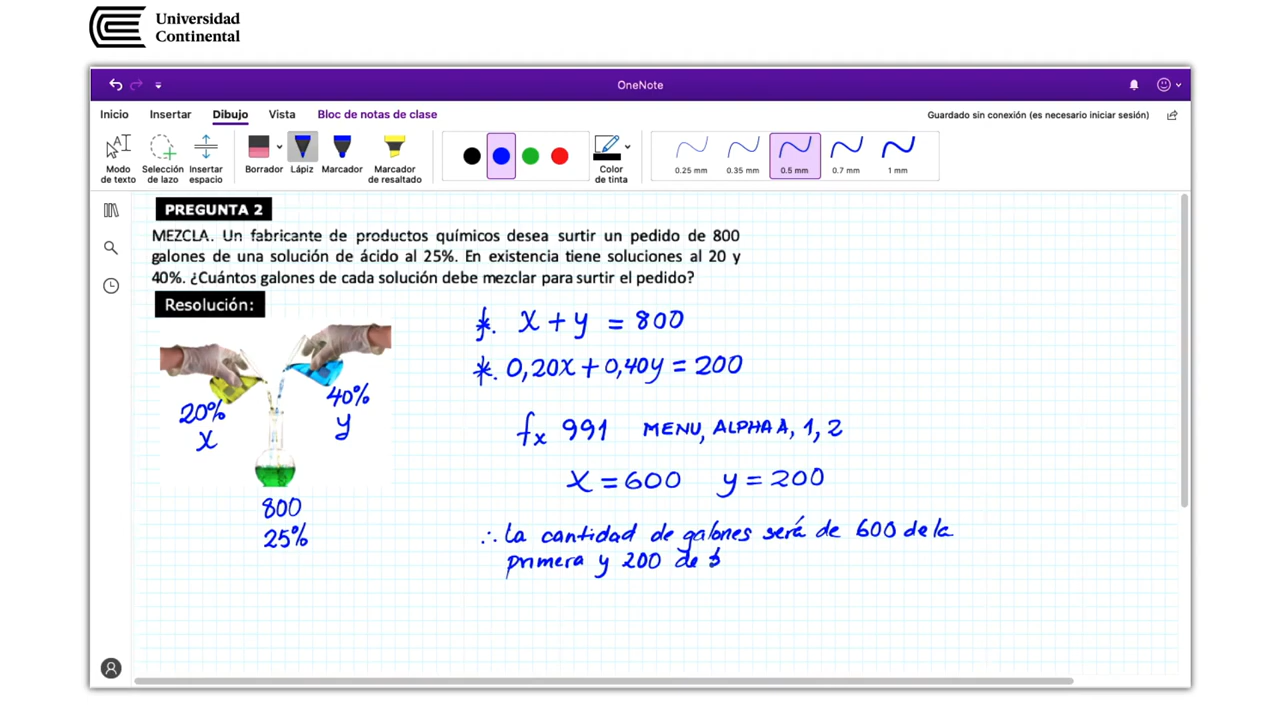 Universidad
Continental
OneNote
Inicio Insertar Dibujo Vista Bloc de notas de clase Guardado sin conexión (es necesario iniciar sesión)
Modo de texto Selección de lazo Insertar espacio Borrador Lápiz Marcador Marcador de resaltado Color de tinta 0.25 mm 0.35 mm 0.5 mm 0.7 mm 1 mm
PREGUNTA 2
MEZCLA. Un fabricante de productos químicos desea surtir un pedido de 800
galones de una solución de ácido al 25%. En existencia tiene soluciones al 20 y
40%. ¿Cuántos galones de cada solución debe mezclar para surtir el pedido?
Resolución:
20%
x
40%
y
800
25%
*. x + y = 800
*. 0,20x + 0,40y = 200
fx 991 MENU, ALPHA A, 1, 2
x = 600 y = 200
∴ La cantidad de galones será de 600 de la
primera y 200 de